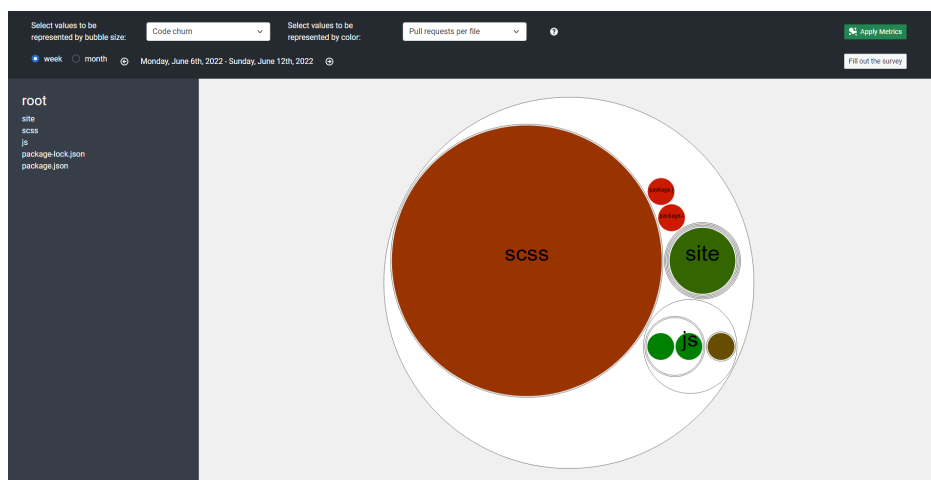 Select values to be
represented by bubble size:
Code churn
Select values to be
represented by color:
Pull requests per file
?
Apply Metrics
week
month
Monday, June 6th, 2022 - Sunday, June 12th, 2022
Fill out the survey
root
site
scss
js
package-lock.json
package.json
package.j
package-
scss
site
js